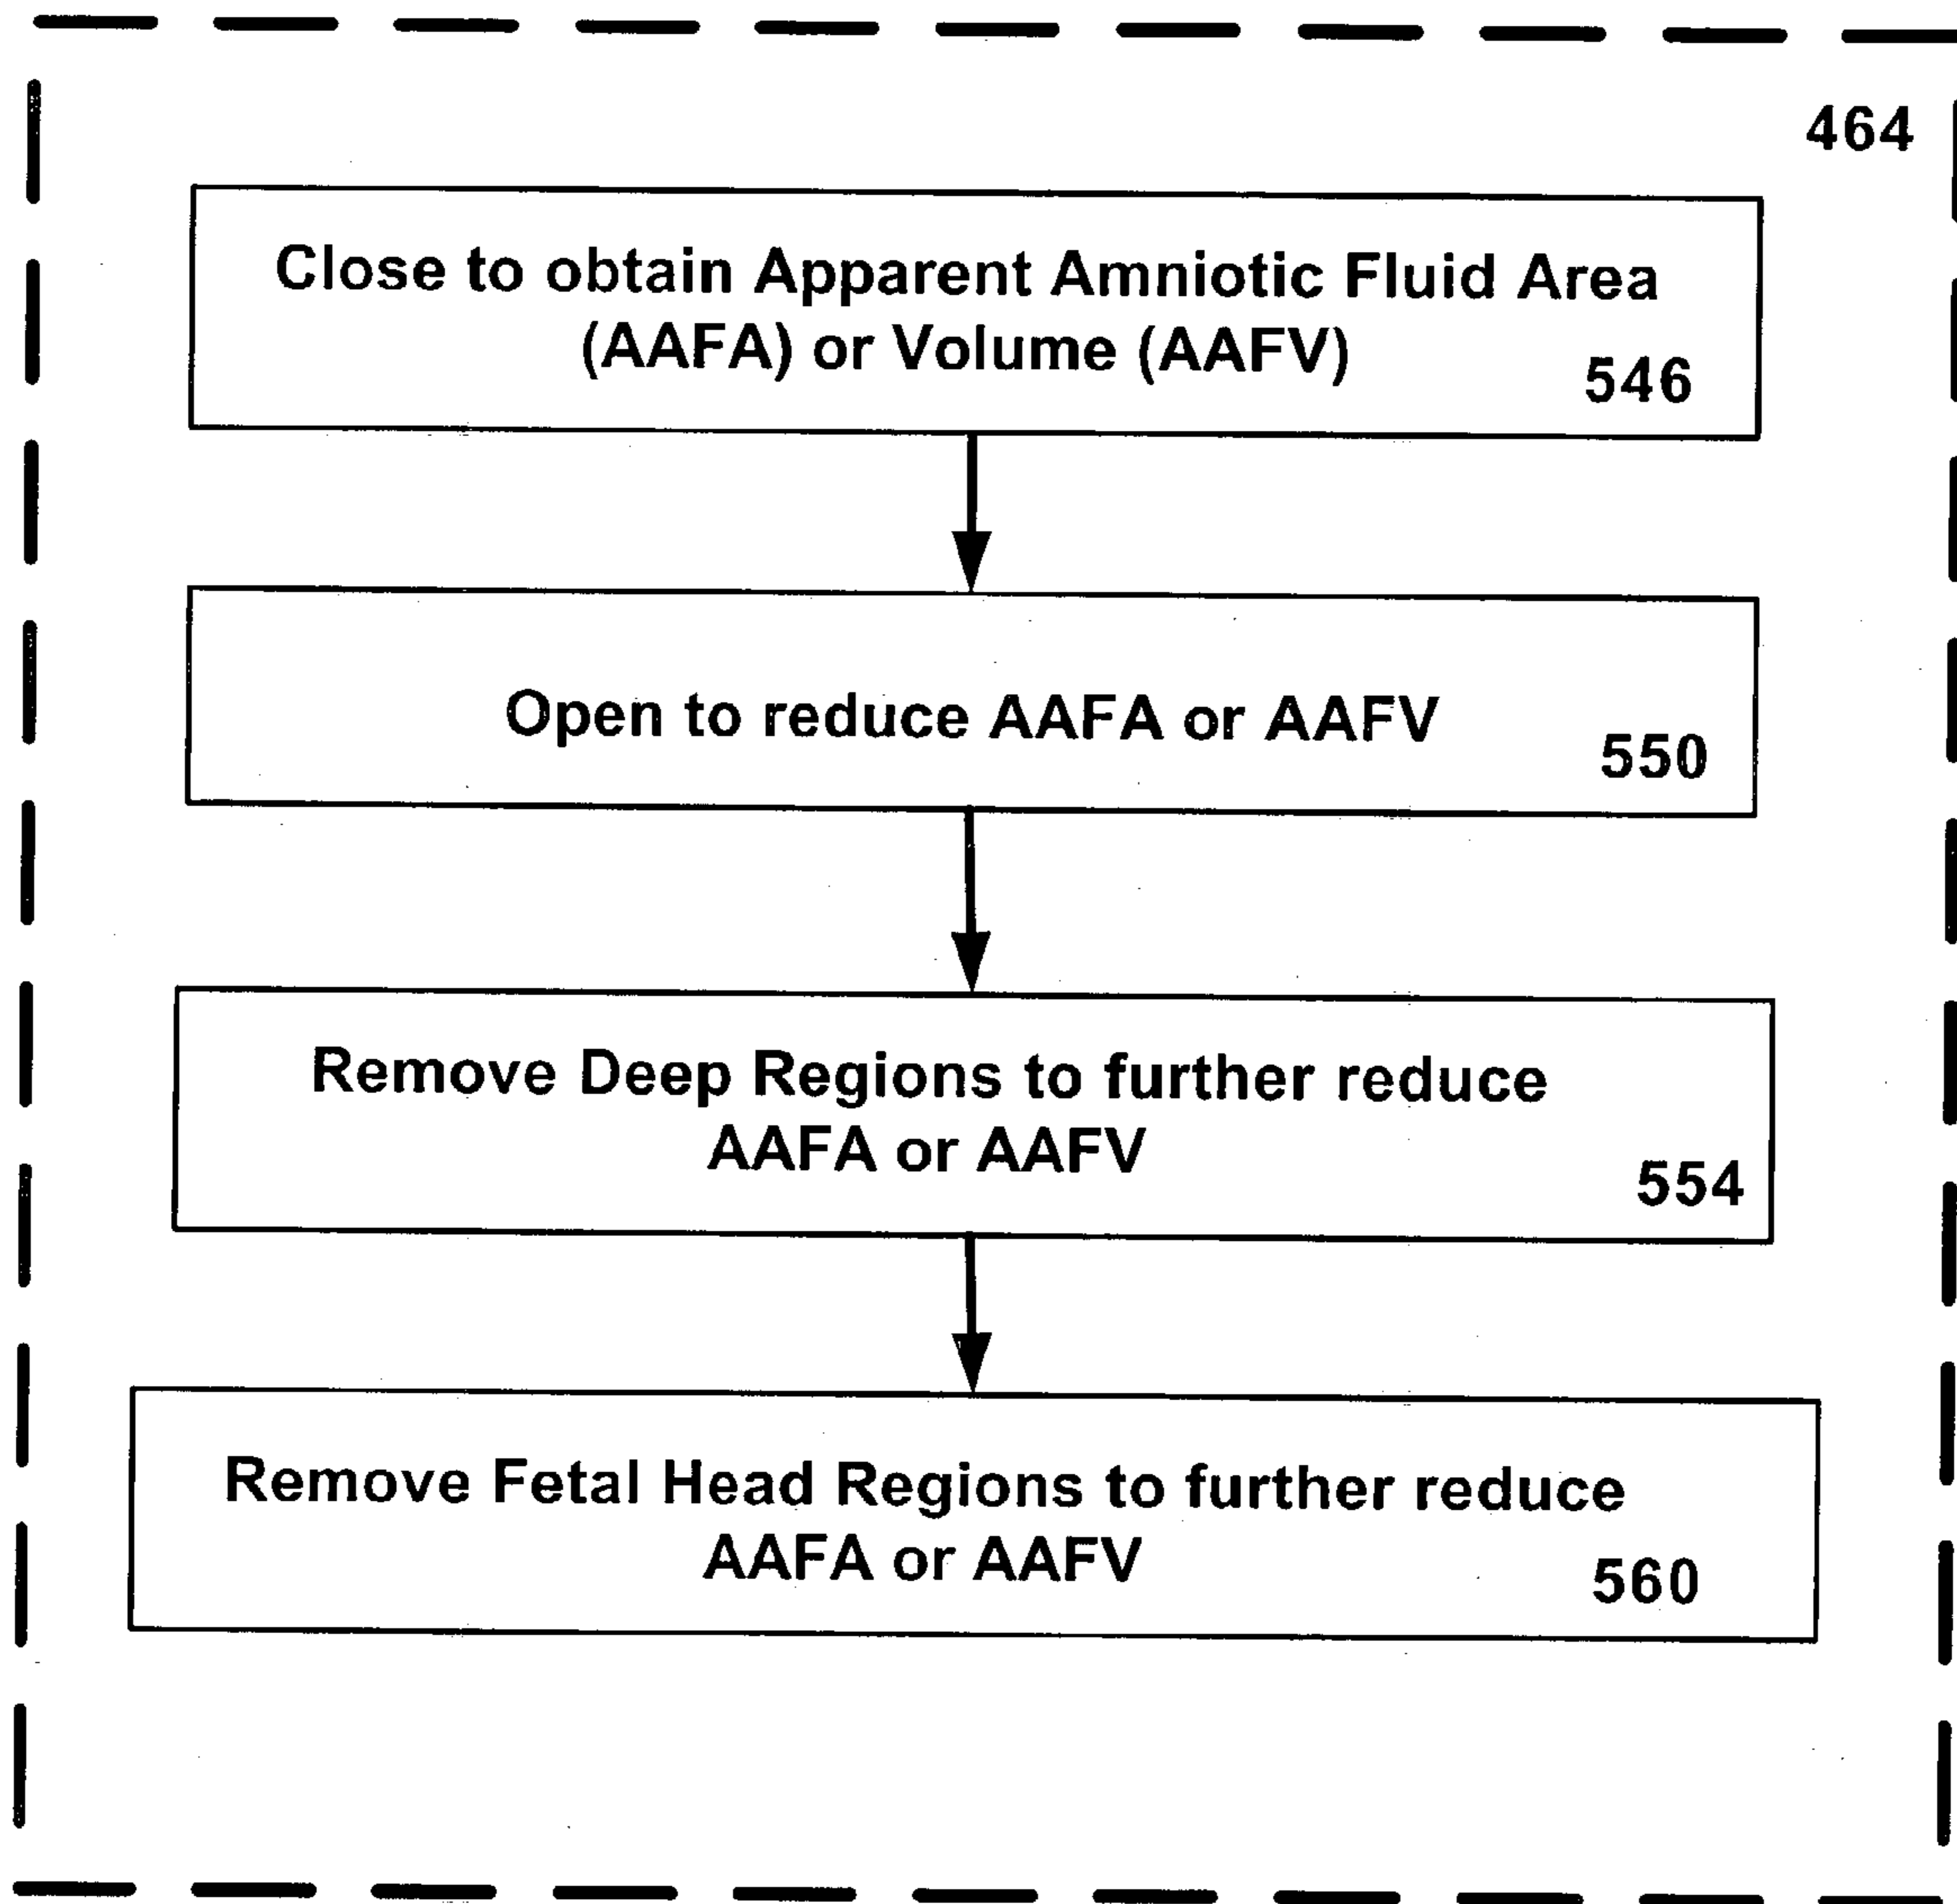 464
Close to obtain Apparent Amniotic Fluid Area
(AAFA) or Volume (AAFV)
546
Open to reduce AAFA or AAFV
550
Remove Deep Regions to further reduce
AAFA or AAFV
554
Remove Fetal Head Regions to further reduce
AAFA or AAFV
560